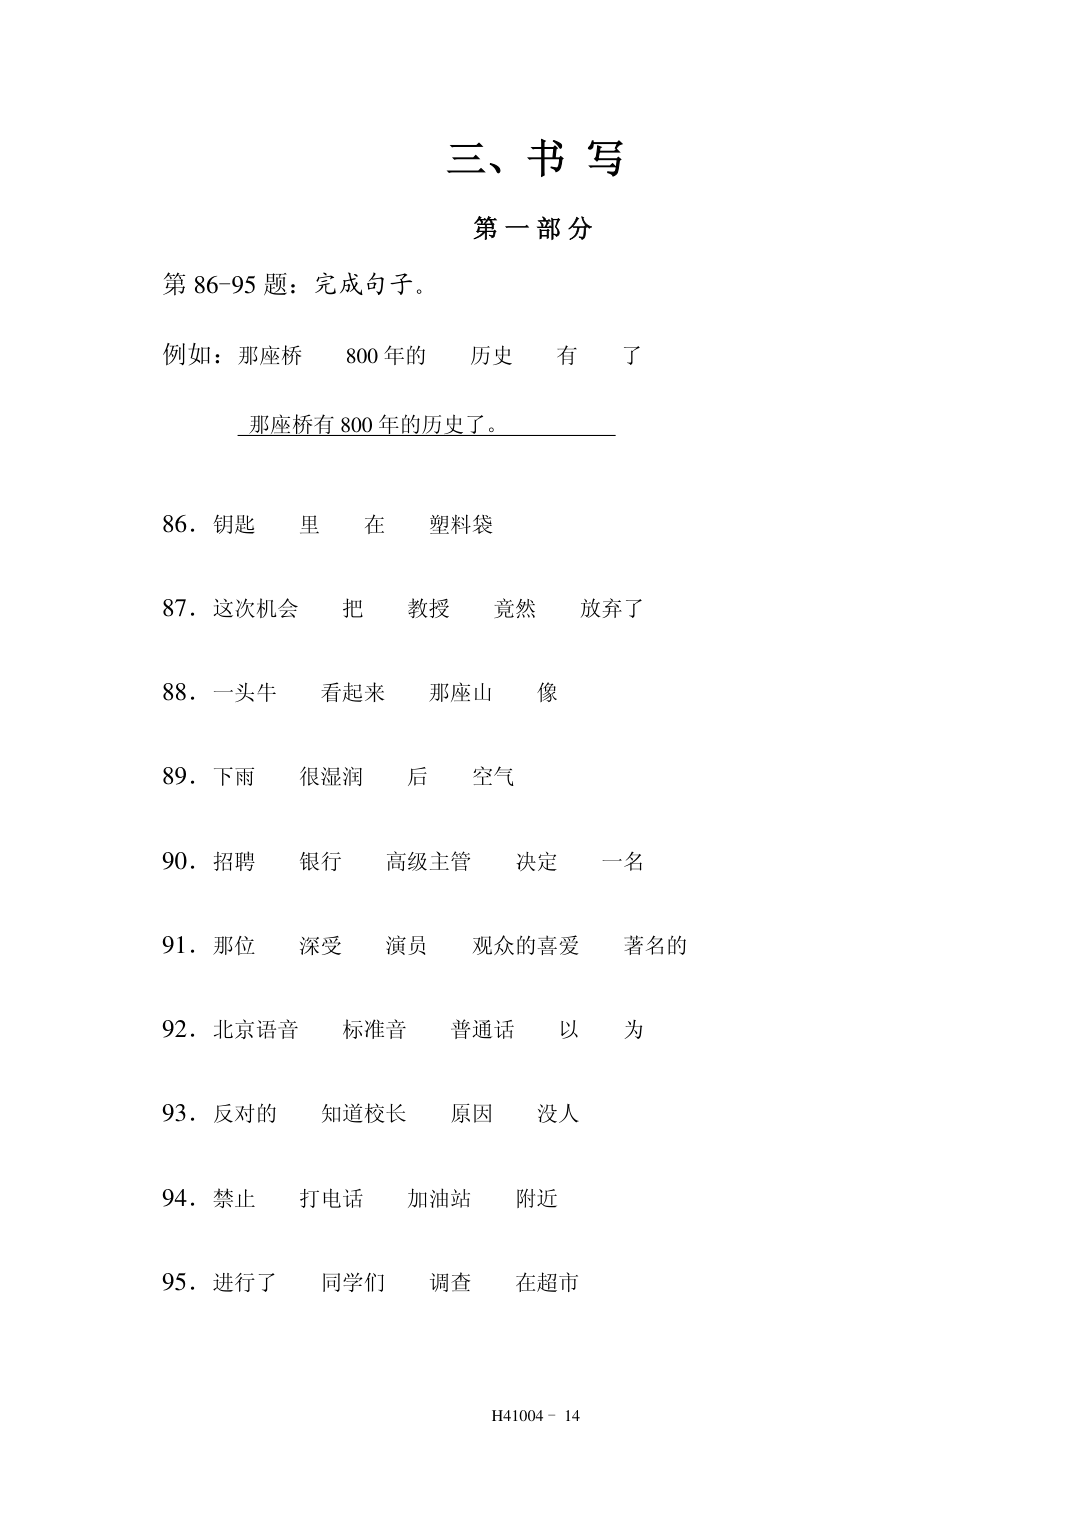 三、书 写
第一部分
第 86-95 题：完成句子。
例如：那座桥 800 年的 历史 有 了
那座桥有 800 年的历史了。
86．钥匙 里 在 塑料袋
87．这次机会 把 教授 竟然 放弃了
88．一头牛 看起来 那座山 像
89．下雨 很湿润 后 空气
90．招聘 银行 高级主管 决定 一名
91．那位 深受 演员 观众的喜爱 著名的
92．北京语音 标准音 普通话 以 为
93．反对的 知道校长 原因 没人
94．禁止 打电话 加油站 附近
95．进行了 同学们 调查 在超市
H41004－ 14